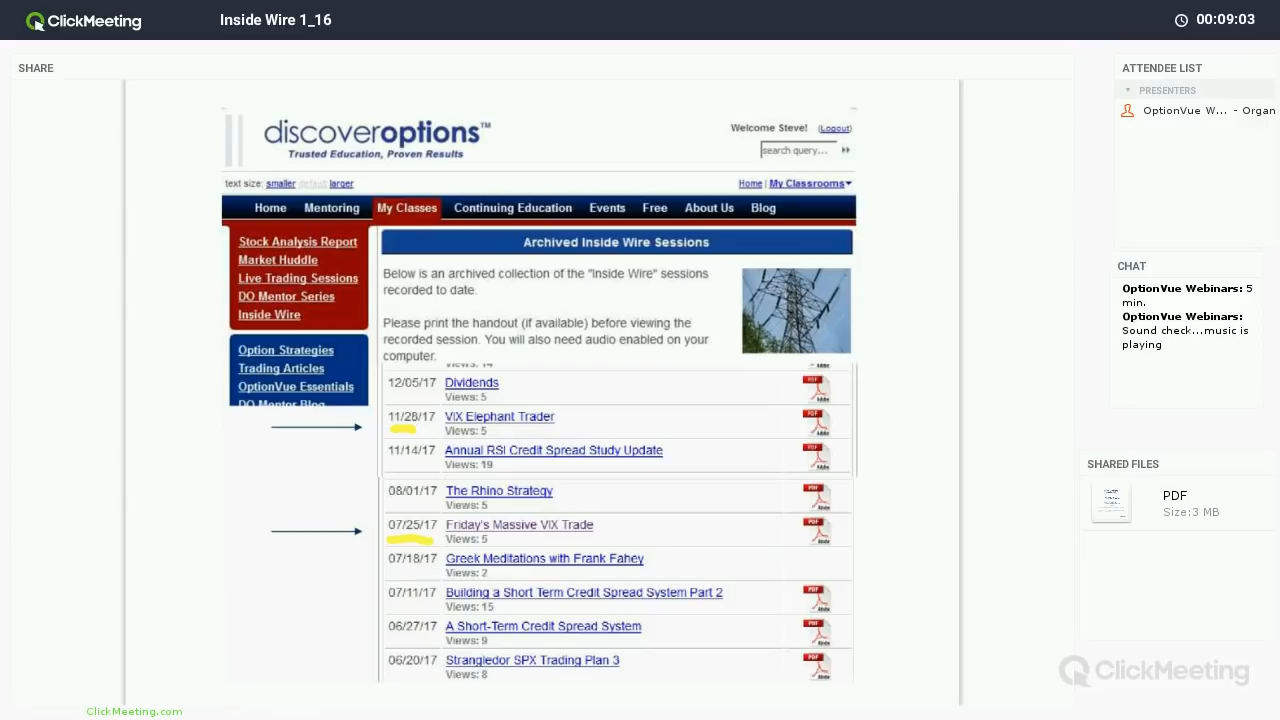 ClickMeeting
Inside Wire 1_16
00:09:03
SHARE
discoveroptions™
Trusted Education, Proven Results
Welcome Steve! (Logout)
search query...
text size: smaller default larger
Home | My Classrooms
Home Mentoring My Classes Continuing Education Events Free About Us Blog
Stock Analysis Report
Market Huddle
Live Trading Sessions
DO Mentor Series
Inside Wire
Option Strategies
Trading Articles
OptionVue Essentials
DO Mentor Blog
Archived Inside Wire Sessions
Below is an archived collection of the "Inside Wire" sessions
recorded to date.
Please print the handout (if available) before viewing the
recorded session. You will also need audio enabled on your
computer.
Views: 14
12/05/17 Dividends
Views: 5
11/28/17 VIX Elephant Trader
Views: 5
11/14/17 Annual RSI Credit Spread Study Update
Views: 19
08/01/17 The Rhino Strategy
Views: 5
07/25/17 Friday's Massive VIX Trade
Views: 5
07/18/17 Greek Meditations with Frank Fahey
Views: 2
07/11/17 Building a Short Term Credit Spread System Part 2
Views: 15
06/27/17 A Short-Term Credit Spread System
Views: 9
06/20/17 Strangledor SPX Trading Plan 3
Views: 8
ATTENDEE LIST
PRESENTERS
OptionVue W... - Organ
CHAT
OptionVue Webinars: 5
min.
OptionVue Webinars:
Sound check...music is
playing
SHARED FILES
PDF
Size:3 MB
ClickMeeting
ClickMeeting.com